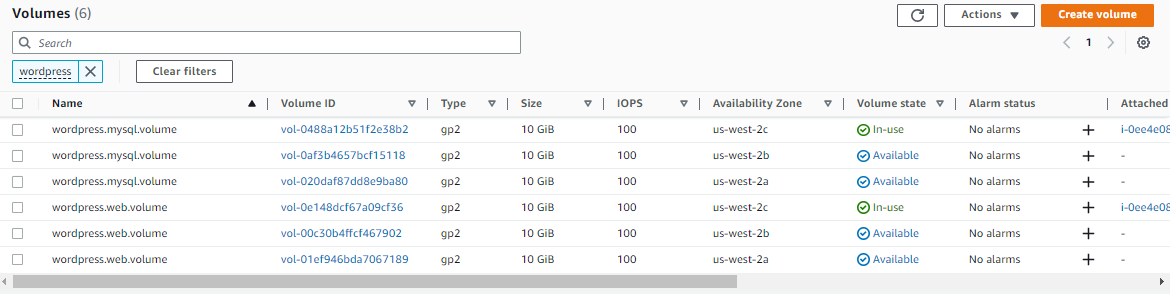 Volumes (6)
Actions
Create volume
Search
1
wordpress
Clear filters
Name Volume ID Type Size IOPS Availability Zone Volume state Alarm status Attached
wordpress.mysql.volume vol-0488a12b51f2e38b2 gp2 10 GiB 100 us-west-2c In-use No alarms + i-0ee4e08
wordpress.mysql.volume vol-0af3b4657bcf15118 gp2 10 GiB 100 us-west-2b Available No alarms + -
wordpress.mysql.volume vol-020daf87dd8e9ba80 gp2 10 GiB 100 us-west-2a Available No alarms + -
wordpress.web.volume vol-0e148dcf67a09cf36 gp2 10 GiB 100 us-west-2c In-use No alarms + i-0ee4e08
wordpress.web.volume vol-00c30b4ffcf467902 gp2 10 GiB 100 us-west-2b Available No alarms + -
wordpress.web.volume vol-01ef946bda7067189 gp2 10 GiB 100 us-west-2a Available No alarms + -